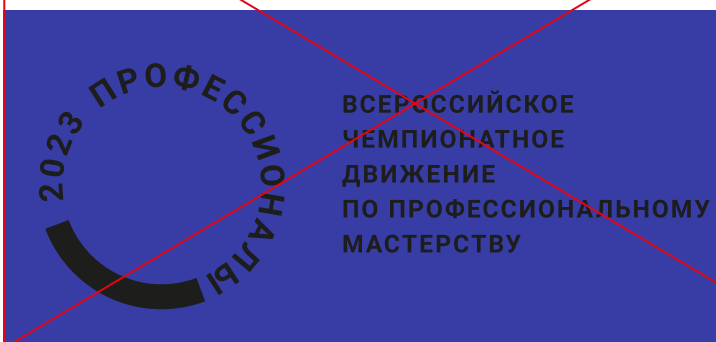 2023 ПРОФЕССИОНАЛЫ
ВСЕРОССИЙСКОЕ
ЧЕМПИОНАТНОЕ
ДВИЖЕНИЕ
ПО ПРОФЕССИОНАЛЬНОМУ
МАСТЕРСТВУ